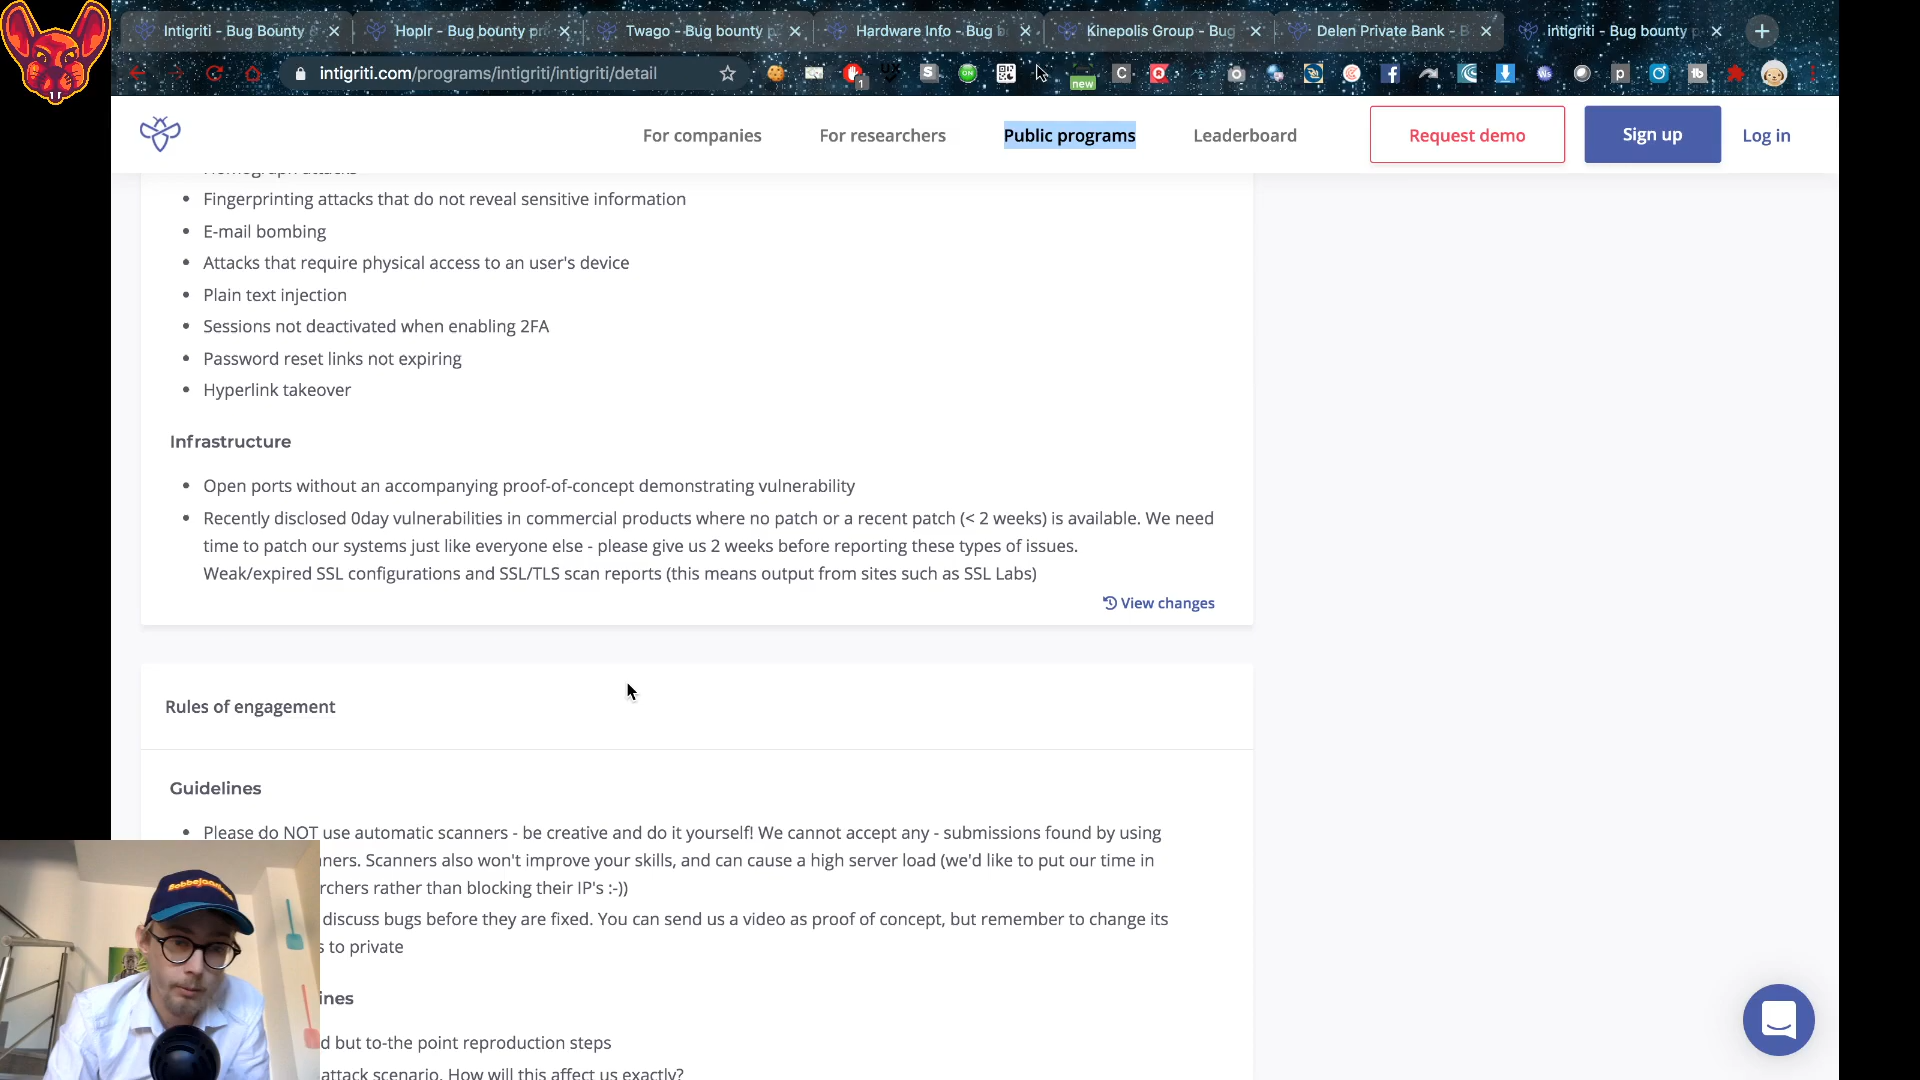 Intigriti - Bug Bounty
Hoplr - Bug bounty pr
Twago - Bug bounty p
Hardware Info - Bug b
Kinepolis Group - Bug
Delen Private Bank - B
intigriti - Bug bounty p
intigriti.com/programs/intigriti/intigriti/detail
For companies
For researchers
Public programs
Leaderboard
Request demo
Sign up
Log in
Homograph attacks
• Fingerprinting attacks that do not reveal sensitive information
• E-mail bombing
• Attacks that require physical access to an user's device
• Plain text injection
• Sessions not deactivated when enabling 2FA
• Password reset links not expiring
• Hyperlink takeover
Infrastructure
• Open ports without an accompanying proof-of-concept demonstrating vulnerability
• Recently disclosed 0day vulnerabilities in commercial products where no patch or a recent patch (< 2 weeks) is available. We need
time to patch our systems just like everyone else - please give us 2 weeks before reporting these types of issues.
Weak/expired SSL configurations and SSL/TLS scan reports (this means output from sites such as SSL Labs)
View changes
Rules of engagement
Guidelines
• Please do NOT use automatic scanners - be creative and do it yourself! We cannot accept any - submissions found by using
ners. Scanners also won't improve your skills, and can cause a high server load (we'd like to put our time in
rchers rather than blocking their IP's :-))
discuss bugs before they are fixed. You can send us a video as proof of concept, but remember to change its
s to private
ines
d but to-the point reproduction steps
attack scenario. How will this affect us exactly?